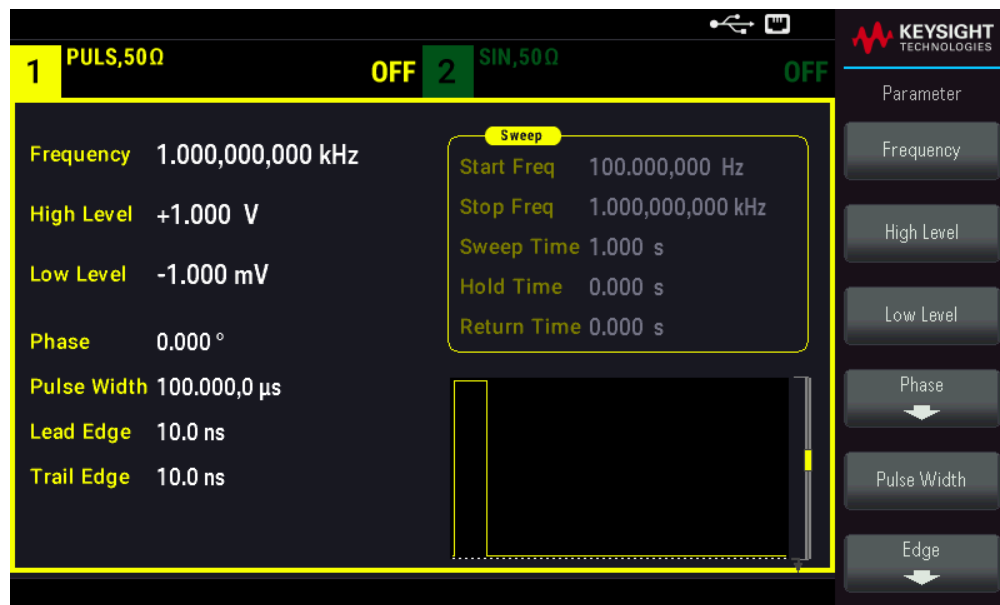 KEYSIGHT
TECHNOLOGIES
1 PULS,50Ω OFF 2 SIN,50Ω OFF
Parameter
Frequency 1.000,000,000 kHz
High Level +1.000 V
Low Level -1.000 mV
Phase 0.000 °
Pulse Width 100.000,0 µs
Lead Edge 10.0 ns
Trail Edge 10.0 ns
Sweep
Start Freq 100.000,000 Hz
Stop Freq 1.000,000,000 kHz
Sweep Time 1.000 s
Hold Time 0.000 s
Return Time 0.000 s
Frequency
High Level
Low Level
Phase
Pulse Width
Edge